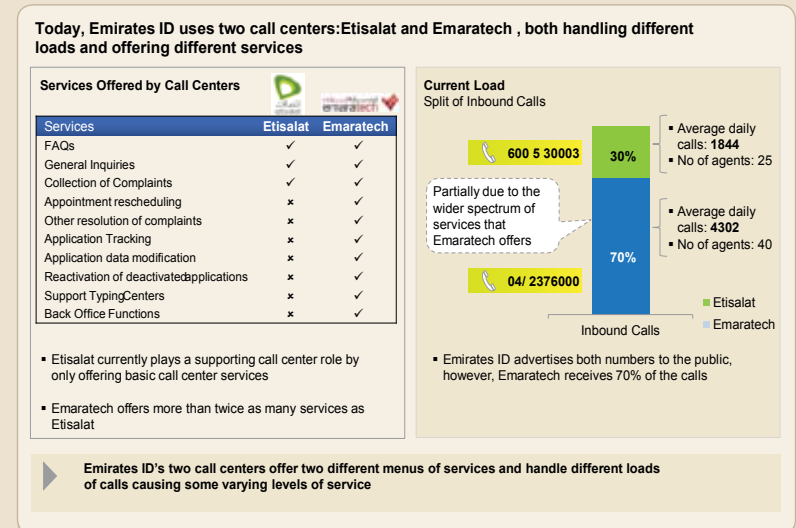 Today, Emirates ID uses two call centers:Etisalat and Emaratech , both handling different
loads and offering different services
Services Offered by Call Centers
emaratech
Services Etisalat Emaratech
FAQs ✓ ✓
General Inquiries ✓ ✓
Collection of Complaints ✓ ✓
Appointment rescheduling × ✓
Other resolution of complaints × ✓
Application Tracking × ✓
Application data modification × ✓
Reactivation of deactivatedapplications × ✓
Support TypingCenters × ✓
Back Office Functions × ✓
▪ Etisalat currently plays a supporting call center role by
only offering basic call center services
▪ Emaratech offers more than twice as many services as
Etisalat
Current Load
Split of Inbound Calls
600 5 30003
30%
▪ Average daily
calls: 1844
▪ No of agents: 25
Partially due to the
wider spectrum of
services that
Emaratech offers
70%
▪ Average daily
calls: 4302
▪ No of agents: 40
04/ 2376000
Etisalat
Emaratech
Inbound Calls
▪ Emirates ID advertises both numbers to the public,
however, Emaratech receives 70% of the calls
Emirates ID's two call centers offer two different menus of services and handle different loads
of calls causing some varying levels of service